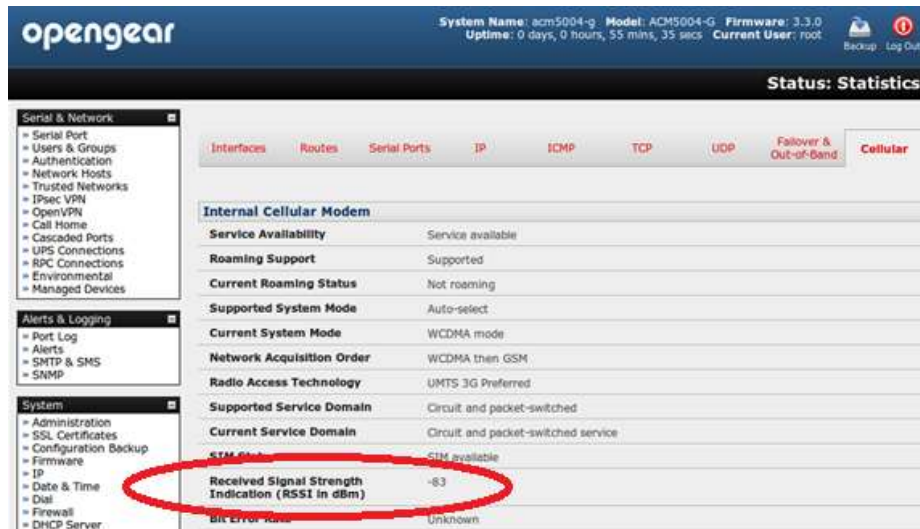 opengear
System Name: acm5004-g Model: ACM5004-G Firmware: 3.3.0
Uptime: 0 days, 0 hours, 55 mins, 35 secs Current User: root
Backup Log Out
Status: Statistics
Serial & Network
Serial Port
Users & Groups
Authentication
Network Hosts
Trusted Networks
IPsec VPN
OpenVPN
Call Home
Cascaded Ports
UPS Connections
RPC Connections
Environmental
Managed Devices
Alerts & Logging
Port Log
Alerts
SMTP & SMS
SNMP
System
Administration
SSL Certificates
Configuration Backup
Firmware
IP
Date & Time
Dial
Firewall
DHCP Server
Interfaces Routes Serial Ports IP ICMP TCP UDP Failover & Out-of-Band Cellular
Internal Cellular Modem
Service Availability Service available
Roaming Support Supported
Current Roaming Status Not roaming
Supported System Mode Auto-select
Current System Mode WCDMA mode
Network Acquisition Order WCDMA then GSM
Radio Access Technology UMTS 3G Preferred
Supported Service Domain Circuit and packet-switched
Current Service Domain Circuit and packet-switched service
SIM SIM available
Received Signal Strength -83
Indication (RSSI in dBm)
Bit Error Rate Unknown